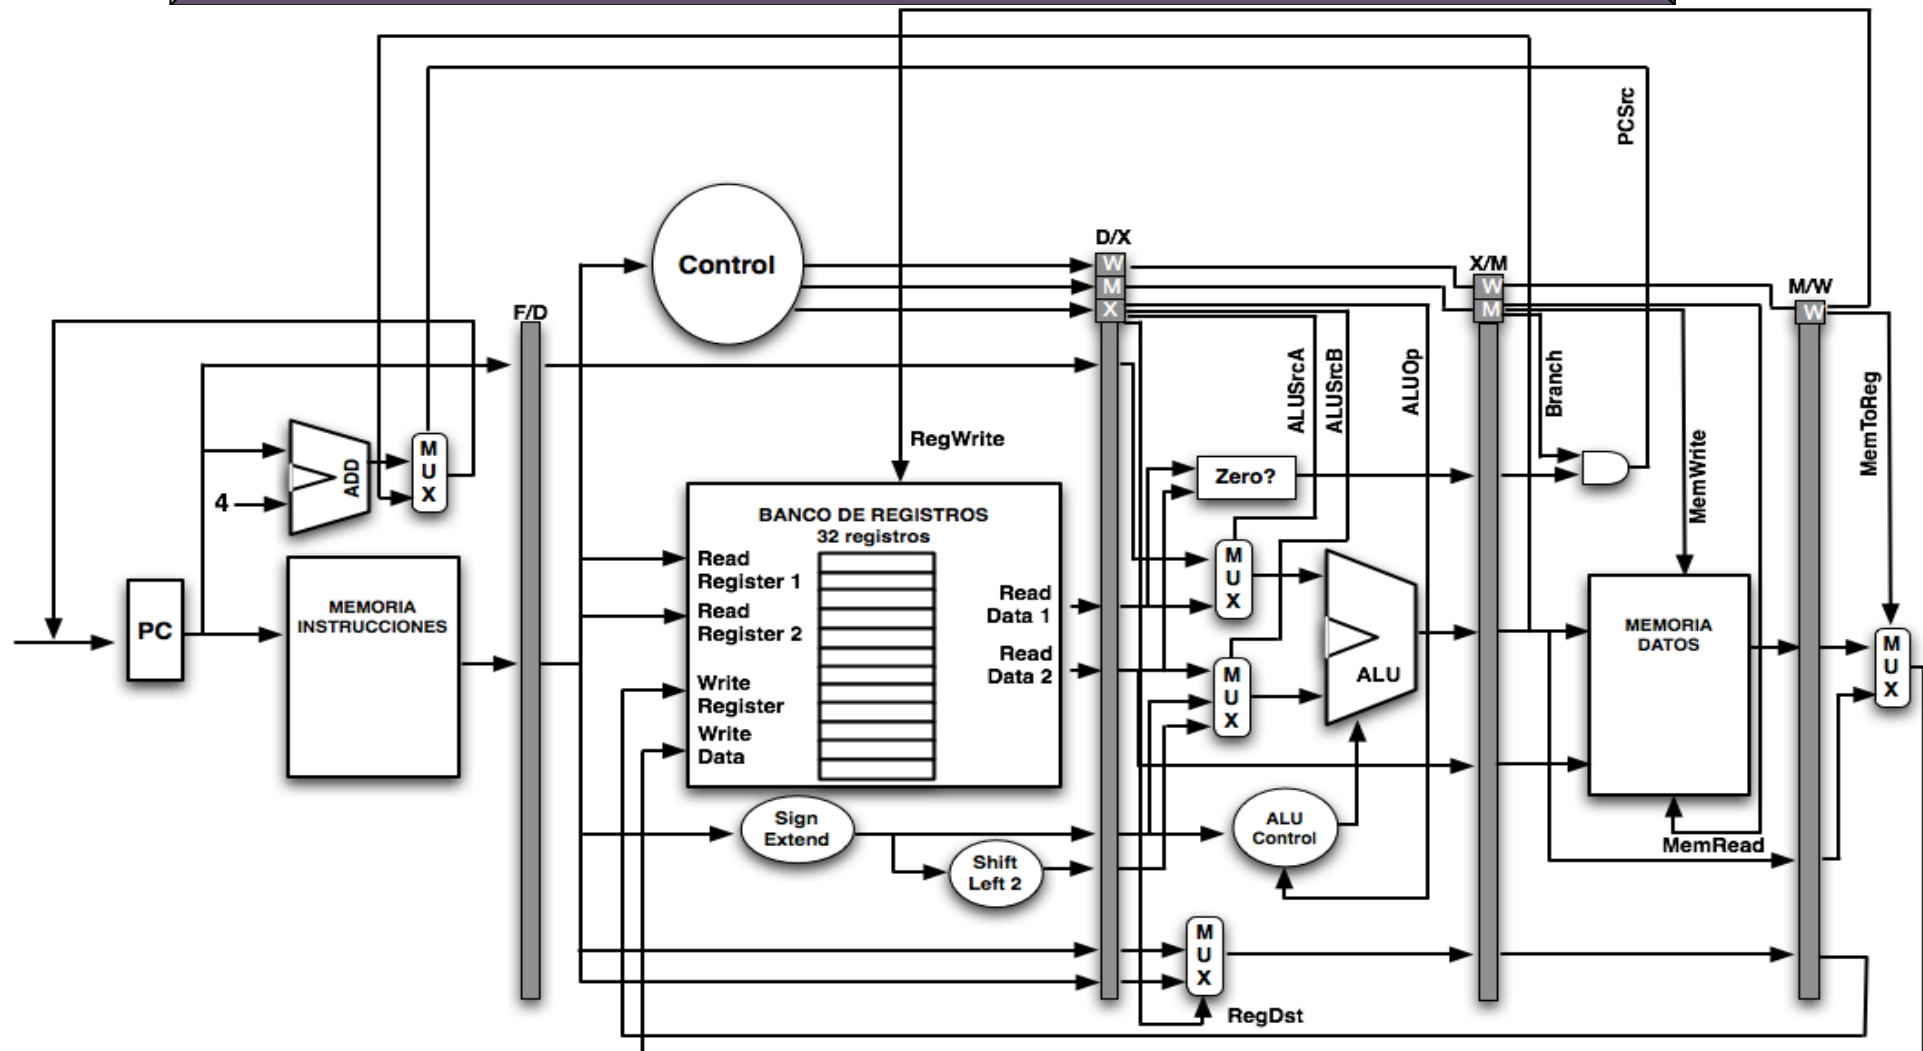 PCSrc
Control
D/X
W
M
X
X/M
W
M
M/W
W
F/D
ALUSrcA
ALUSrcB
ALUOp
Branch
MemWrite
MemToReg
RegWrite
ADD
4
M
U
X
Zero?
BANCO DE REGISTROS
32 registros
Read
Register 1
Read
Register 2
Write
Register
Write
Data
Read
Data 1
Read
Data 2
PC
MEMORIA
INSTRUCCIONES
M
U
X
M
U
X
ALU
MEMORIA
DATOS
M
U
X
Sign
Extend
Shift
Left 2
ALU
Control
MemRead
M
U
X
RegDst